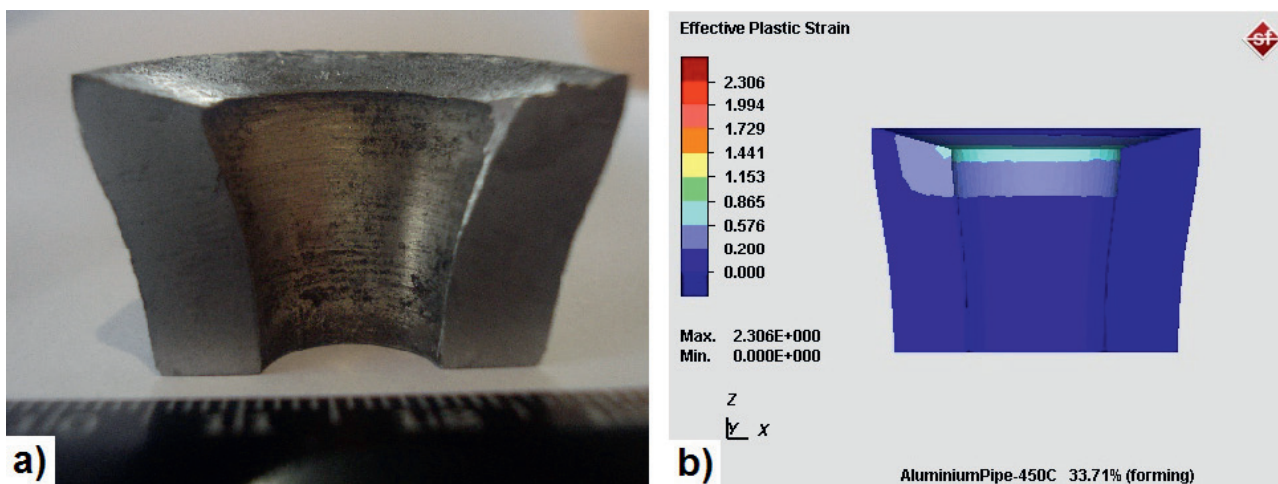 a)
Effective Plastic Strain
sf
2.306
1.994
1.729
1.441
1.153
0.865
0.576
0.200
0.000
Max. 2.306E+000
Min. 0.000E+000
Z
Y X
b)
AluminiumPipe-450C 33.71% (forming)